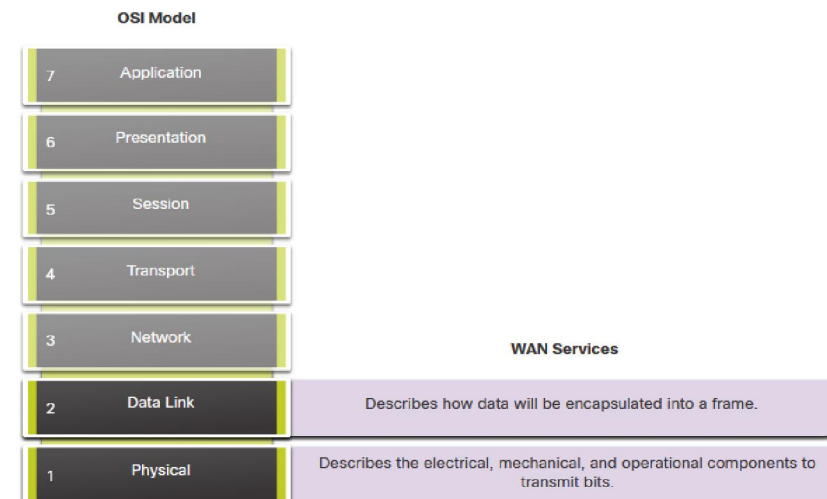 OSI Model
7 Application
6 Presentation
5 Session
4 Transport
3 Network
WAN Services
2 Data Link Describes how data will be encapsulated into a frame.
1 Physical Describes the electrical, mechanical, and operational components to
transmit bits.